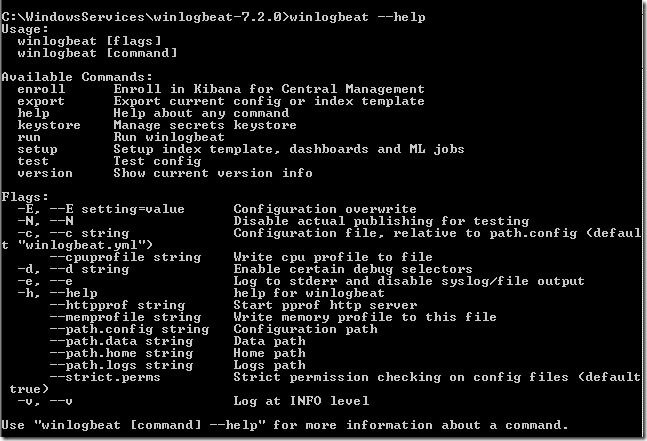 C:\WindowsServices\winlogbeat-7.2.0>winlogbeat --help
Usage:
  winlogbeat [flags]
  winlogbeat [command]

Available Commands:
  enroll      Enroll in Kibana for Central Management
  export      Export current config or index template
  help        Help about any command
  keystore    Manage secrets keystore
  run         Run winlogbeat
  setup       Setup index template, dashboards and ML jobs
  test        Test config
  version     Show current version info

Flags:
  -E, --E setting=value      Configuration overwrite
  -N, --N                    Disable actual publishing for testing
  -c, --c string             Configuration file, relative to path.config (defaul
t "winlogbeat.yml")
      --cpuprofile string    Write cpu profile to file
  -d, --d string             Enable certain debug selectors
  -e, --e                    Log to stderr and disable syslog/file output
  -h, --help                 help for winlogbeat
      --httpprof string      Start pprof http server
      --memprofile string    Write memory profile to this file
      --path.config string   Configuration path
      --path.data string     Data path
      --path.home string     Home path
      --path.logs string     Logs path
      --strict.perms         Strict permission checking on config files (default
 true)
  -v, --v                    Log at INFO level

Use "winlogbeat [command] --help" for more information about a command.